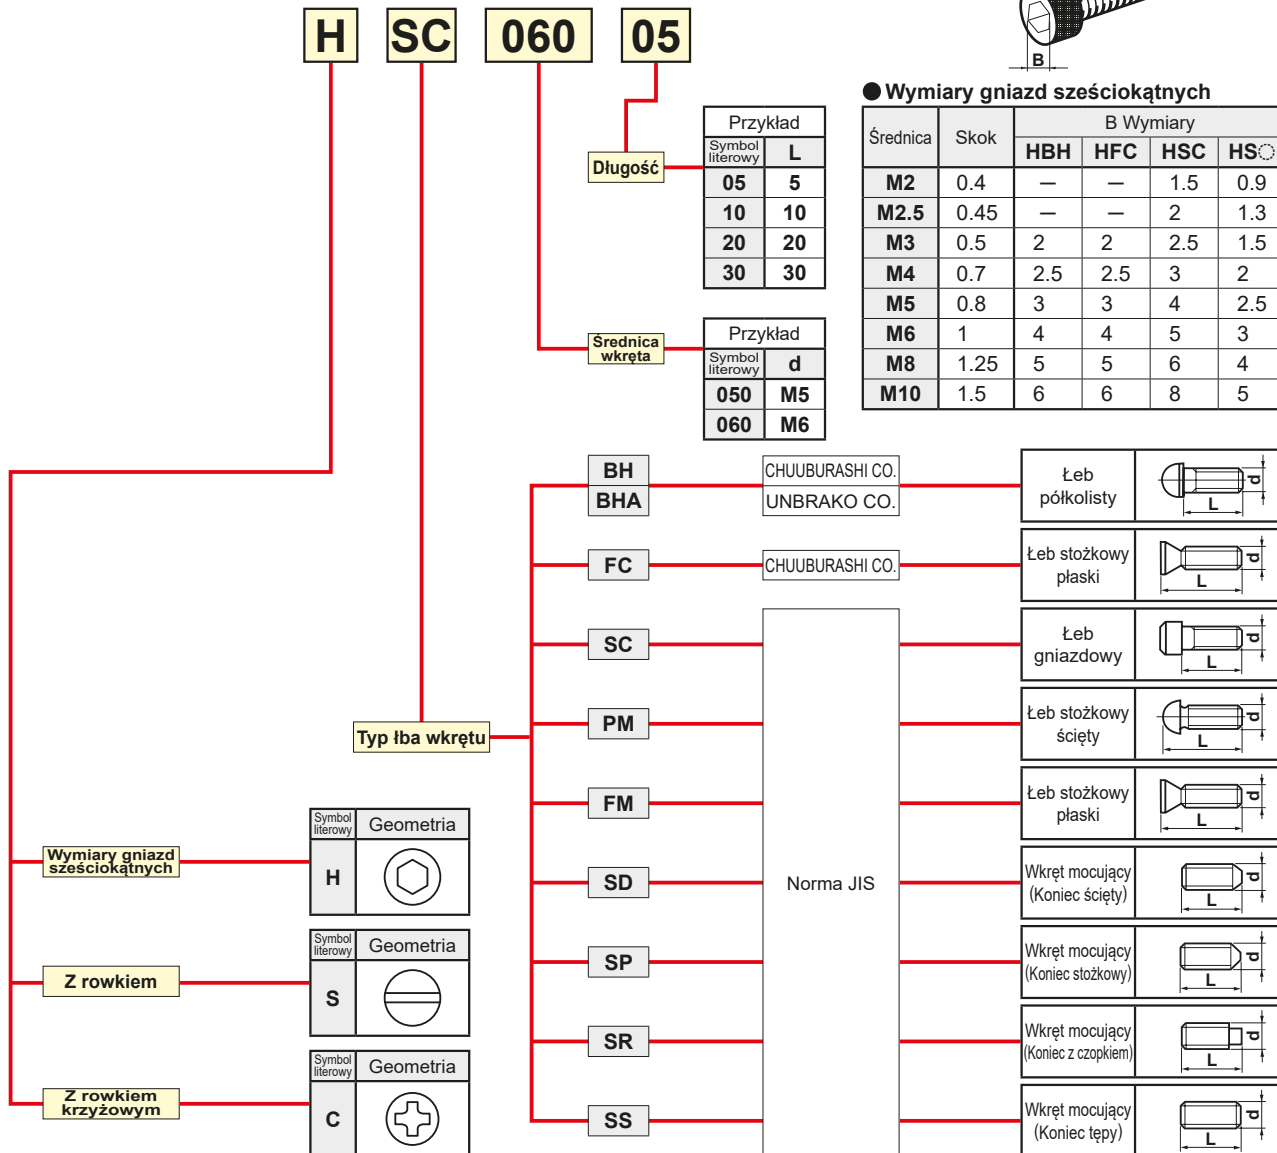 H SC 060 05
B
● Wymiary gniazd sześciokątnych
Średnica Skok B Wymiary
HBH HFC HSC HS◌
M2 0.4 — — 1.5 0.9
M2.5 0.45 — — 2 1.3
M3 0.5 2 2 2.5 1.5
M4 0.7 2.5 2.5 3 2
M5 0.8 3 3 4 2.5
M6 1 4 4 5 3
M8 1.25 5 5 6 4
M10 1.5 6 6 8 5
Długość
Przykład
Symbol
literowy L
05 5
10 10
20 20
30 30
Średnica
wkręta
Przykład
Symbol
literowy d
050 M5
060 M6
Typ łba wkrętu
BH CHUUBURASHI CO.
BHA UNBRAKO CO.
Łeb
półkolisty
L d
FC CHUUBURASHI CO.
Łeb stożkowy
płaski
L d
SC
Łeb
gniazdowy
L d
PM
Łeb stożkowy
ścięty
L d
FM
Łeb stożkowy
płaski
L d
SD
Norma JIS
Wkręt mocujący
(Koniec ścięty)
L d
SP
Wkręt mocujący
(Koniec stożkowy)
L d
SR
Wkręt mocujący
(Koniec z czopkiem)
L d
SS
Wkręt mocujący
(Koniec tępy)
L d
Wymiary gniazd
sześciokątnych
Symbol
literowy Geometria
H
Z rowkiem
Symbol
literowy Geometria
S
Z rowkiem
krzyżowym
Symbol
literowy Geometria
C